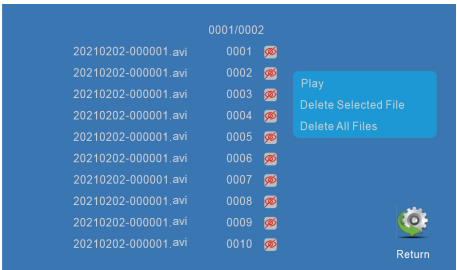 0001/0002
20210202-000001.avi 0001
20210202-000001.avi 0002
20210202-000001.avi 0003
20210202-000001.avi 0004
20210202-000001.avi 0005
20210202-000001.avi 0006
20210202-000001.avi 0007
20210202-000001.avi 0008
20210202-000001.avi 0009
20210202-000001.avi 0010
Play
Delete Selected File
Delete All Files
Return